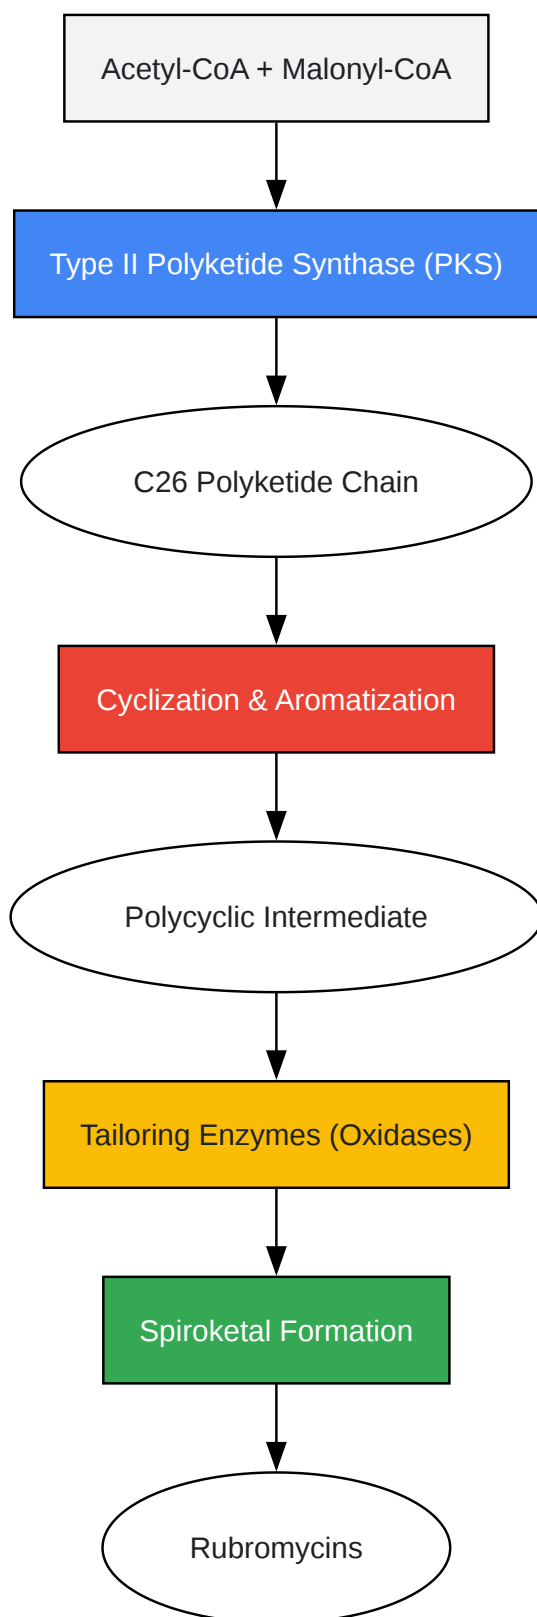 Acetyl-CoA + Malonyl-CoA
Type II Polyketide Synthase (PKS)
C26 Polyketide Chain
Cyclization & Aromatization
Polycyclic Intermediate
Tailoring Enzymes (Oxidases)
Spiroketal Formation
Rubromycins